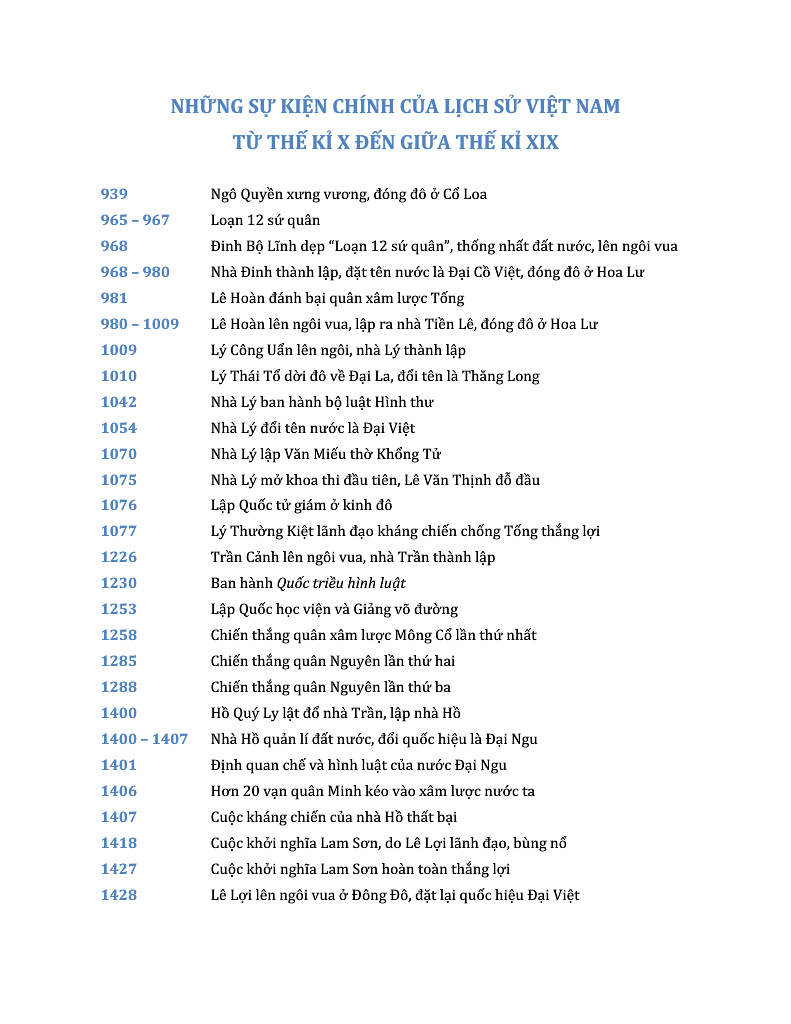 NHỮNG SỰ KIỆN CHÍNH CỦA LỊCH SỬ VIỆT NAM
TỪ THẾ KỈ X ĐẾN GIỮA THẾ KỈ XIX
939 Ngô Quyền xưng vương, đóng đô ở Cổ Loa
965 – 967 Loạn 12 sứ quân
968 Đinh Bộ Lĩnh dẹp “Loạn 12 sứ quân”, thống nhất đất nước, lên ngôi vua
968 – 980 Nhà Đinh thành lập, đặt tên nước là Đại Cồ Việt, đóng đô ở Hoa Lư
981 Lê Hoàn đánh bại quân xâm lược Tống
980 – 1009 Lê Hoàn lên ngôi vua, lập ra nhà Tiền Lê, đóng đô ở Hoa Lư
1009 Lý Công Uẩn lên ngôi, nhà Lý thành lập
1010 Lý Thái Tổ dời đô về Đại La, đổi tên là Thăng Long
1042 Nhà Lý ban hành bộ luật Hình thư
1054 Nhà Lý đổi tên nước là Đại Việt
1070 Nhà Lý lập Văn Miếu thờ Khổng Tử
1075 Nhà Lý mở khoa thi đầu tiên, Lê Văn Thịnh đỗ đầu
1076 Lập Quốc tử giám ở kinh đô
1077 Lý Thường Kiệt lãnh đạo kháng chiến chống Tống thắng lợi
1226 Trần Cảnh lên ngôi vua, nhà Trần thành lập
1230 Ban hành Quốc triều hình luật
1253 Lập Quốc học viện và Giảng võ đường
1258 Chiến thắng quân xâm lược Mông Cổ lần thứ nhất
1285 Chiến thắng quân Nguyên lần thứ hai
1288 Chiến thắng quân Nguyên lần thứ ba
1400 Hồ Quý Ly lật đổ nhà Trần, lập nhà Hồ
1400 – 1407 Nhà Hồ quản lí đất nước, đổi quốc hiệu là Đại Ngu
1401 Định quan chế và hình luật của nước Đại Ngu
1406 Hơn 20 vạn quân Minh kéo vào xâm lược nước ta
1407 Cuộc kháng chiến của nhà Hồ thất bại
1418 Cuộc khởi nghĩa Lam Sơn, do Lê Lợi lãnh đạo, bùng nổ
1427 Cuộc khởi nghĩa Lam Sơn hoàn toàn thắng lợi
1428 Lê Lợi lên ngôi vua ở Đông Đô, đặt lại quốc hiệu Đại Việt